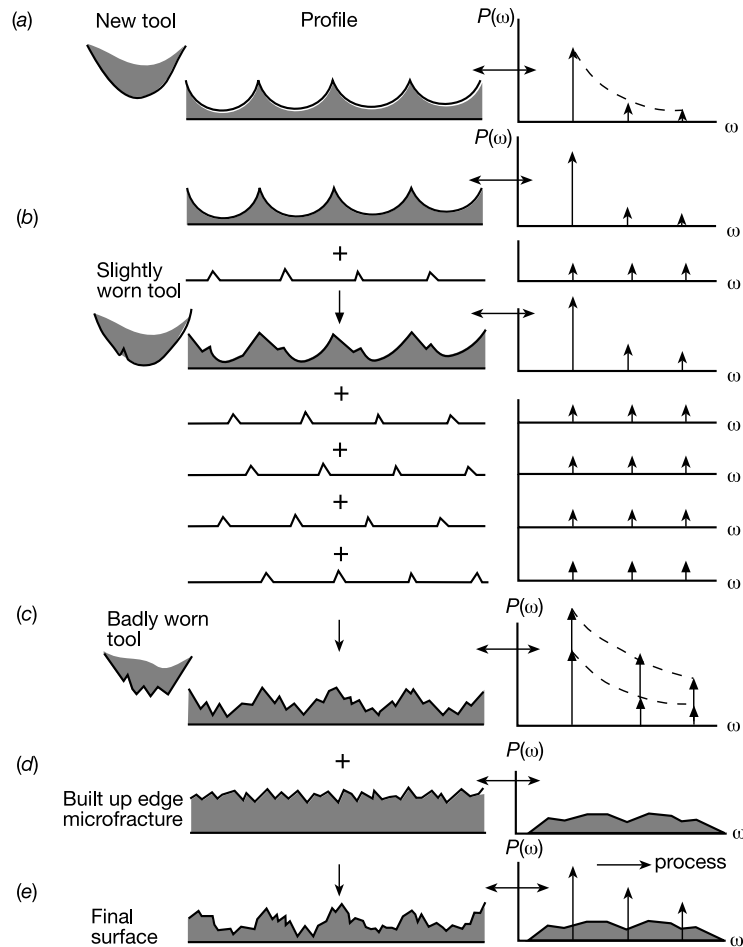 (a) New tool Profile P(ω)
ω
P(ω)
(b)
ω
+
Slightly
worn tool
ω
ω
+
ω
+
ω
+
ω
+
ω
(c) Badly worn
tool
P(ω)
ω
(d) +
P(ω)
Built up edge
microfracture
ω
P(ω) process
(e)
Final
surface
ω